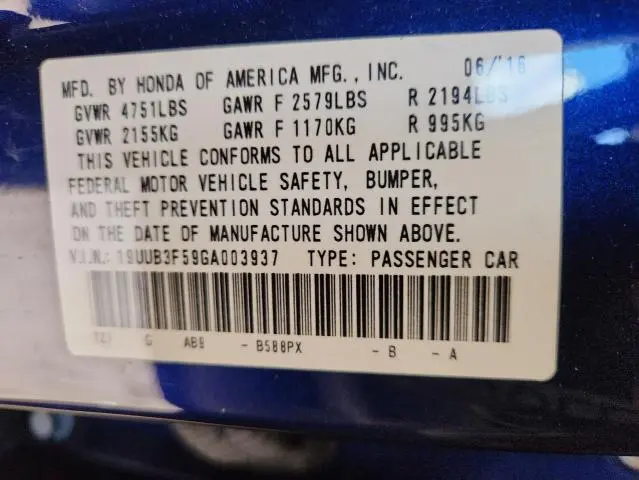 MFD. BY HONDA OF AMERICA MFG., INC. 06/16
GVWR 4751LBS GAWR F 2579LBS R 2194LBS
GVWR 2155KG GAWR F 1170KG R 995KG
THIS VEHICLE CONFORMS TO ALL APPLICABLE
FEDERAL MOTOR VEHICLE SAFETY, BUMPER,
AND THEFT PREVENTION STANDARDS IN EFFECT
ON THE DATE OF MANUFACTURE SHOWN ABOVE.
V.I.N.: 19UUB3F59GA003937 TYPE: PASSENGER CAR
G AB9 - B588PX - B - A